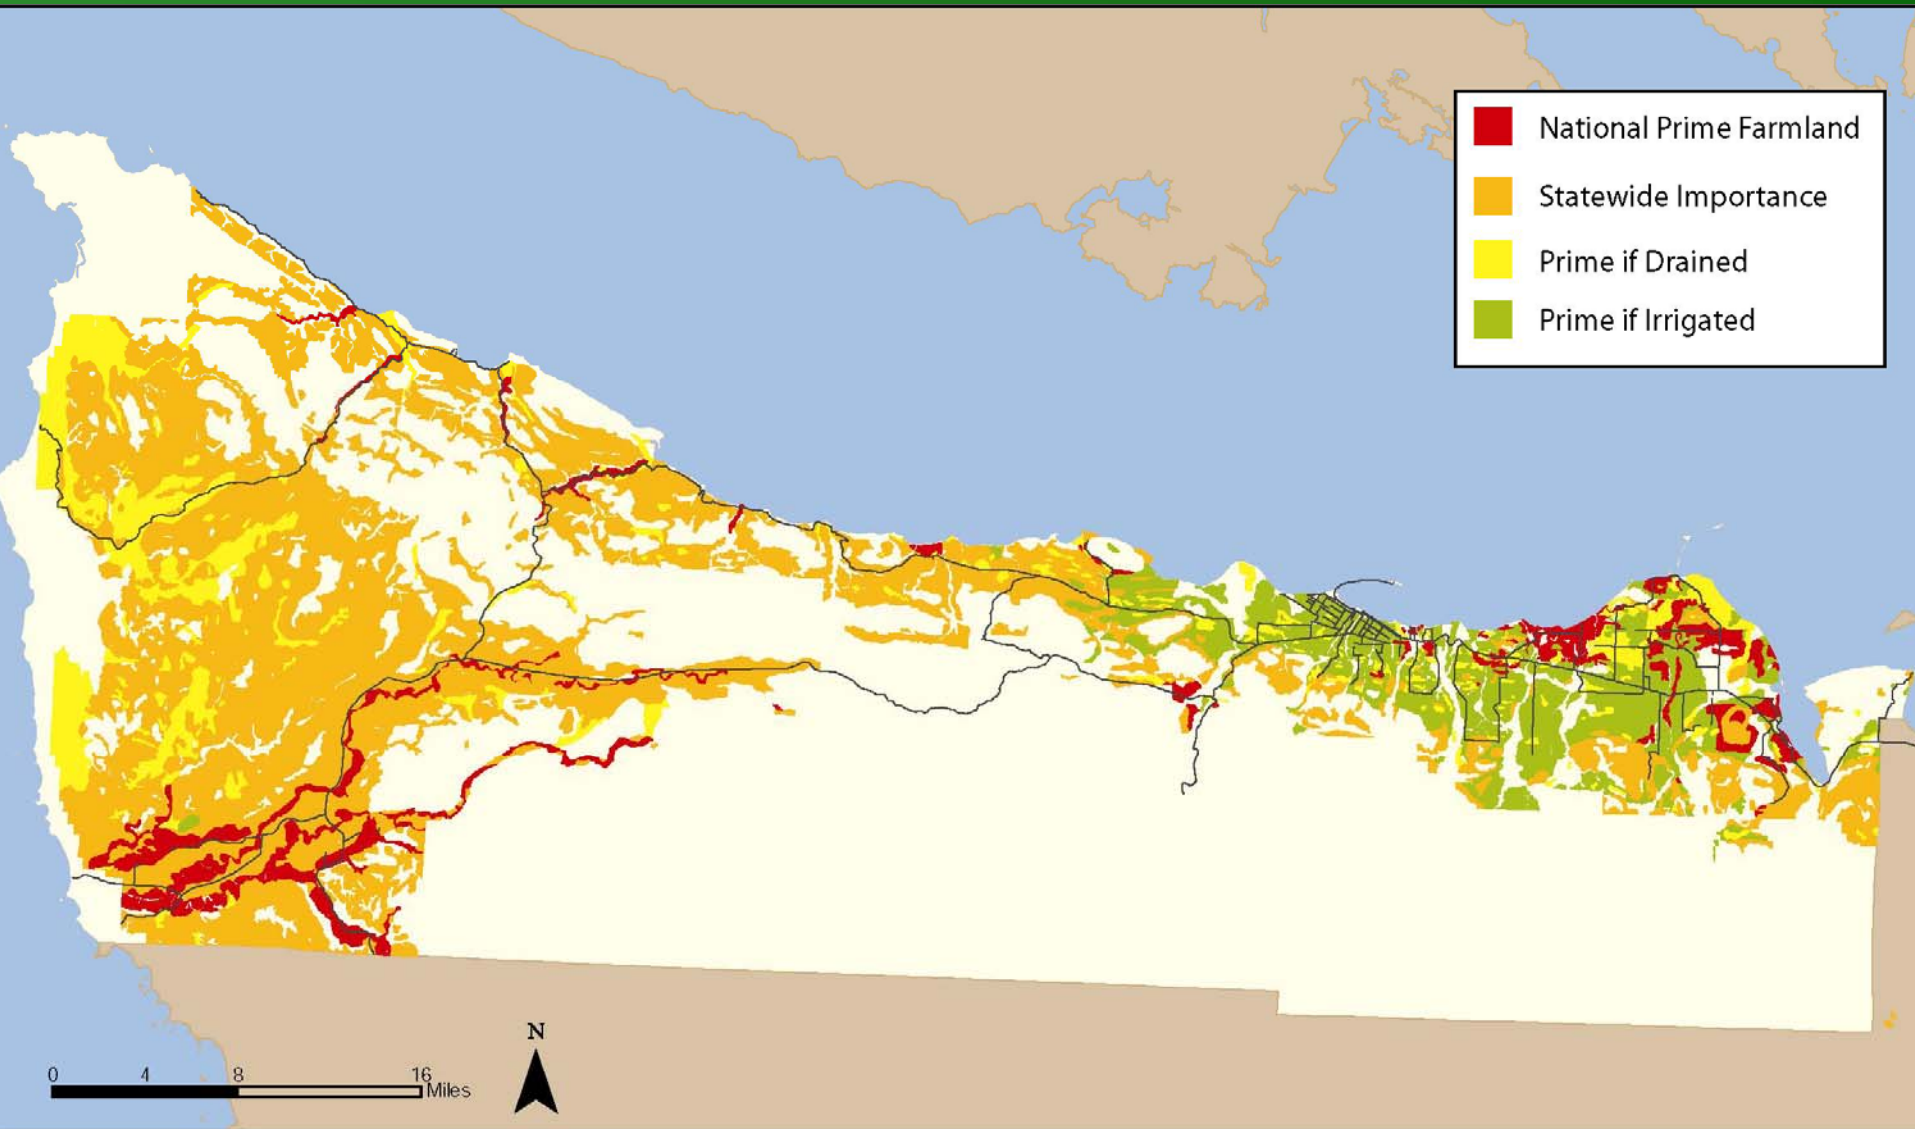 National Prime Farmland
Statewide Importance
Prime if Drained
Prime if Irrigated
N
0 4 8 16
Miles